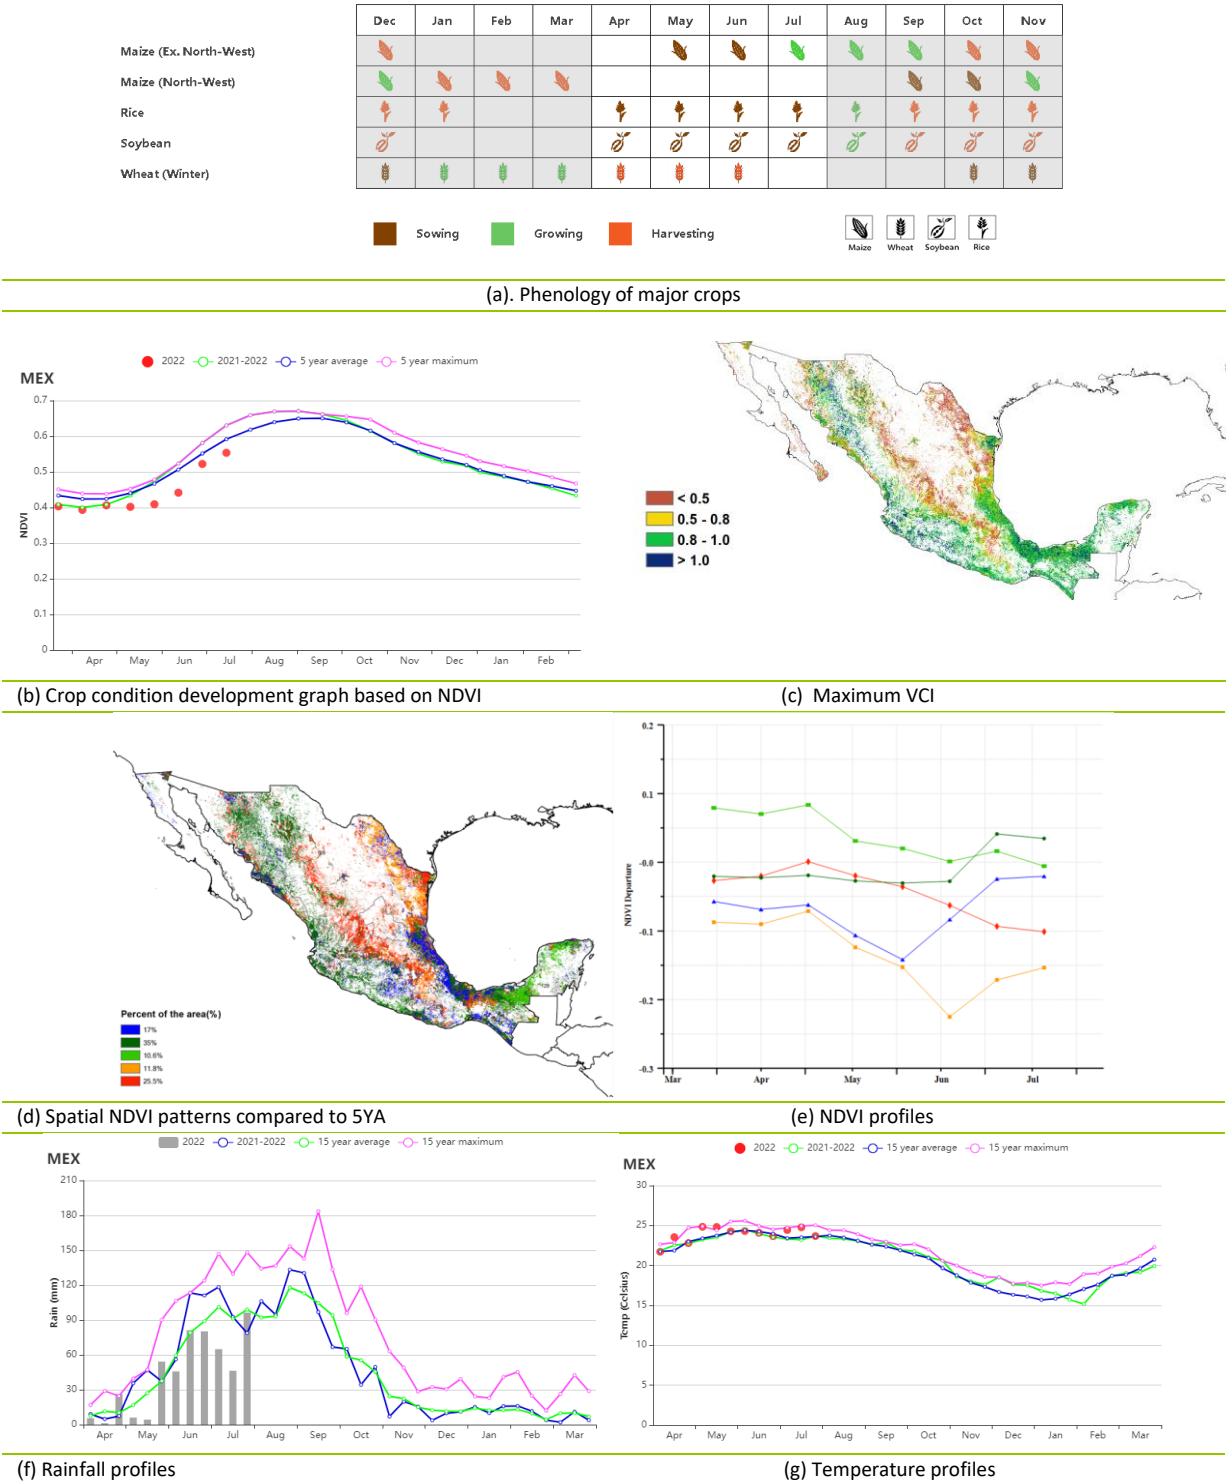 Dec Jan Feb Mar Apr May Jun Jul Aug Sep Oct Nov
Maize (Ex. North-West)
Maize (North-West)
Rice
Soybean
Wheat (Winter)
Sowing Growing Harvesting
Maize Wheat Soybean Rice
(a). Phenology of major crops
2022 2021-2022 5 year average 5 year maximum
MEX
0.7
0.6
0.5
0.4
0.3
0.2
0.1
0
NDVI
Apr May Jun Jul Aug Sep Oct Nov Dec Jan Feb
< 0.5
0.5 - 0.8
0.8 - 1.0
> 1.0
(b) Crop condition development graph based on NDVI
(c) Maximum VCI
Percent of the area(%)
17%
35%
10.6%
11.8%
25.5%
0.2
0.1
-0.0
-0.1
-0.2
-0.3
NDVI Departure
Mar Apr May Jun Jul
(d) Spatial NDVI patterns compared to 5YA
(e) NDVI profiles
2022 2021-2022 15 year average 15 year maximum
MEX
210
180
150
120
90
60
30
0
Rain (mm)
Apr May Jun Jul Aug Sep Oct Nov Dec Jan Feb Mar
2022 2021-2022 15 year average 15 year maximum
MEX
30
25
20
15
10
5
0
Temp (Celsius)
Apr May Jun Jul Aug Sep Oct Nov Dec Jan Feb Mar
(f) Rainfall profiles
(g) Temperature profiles